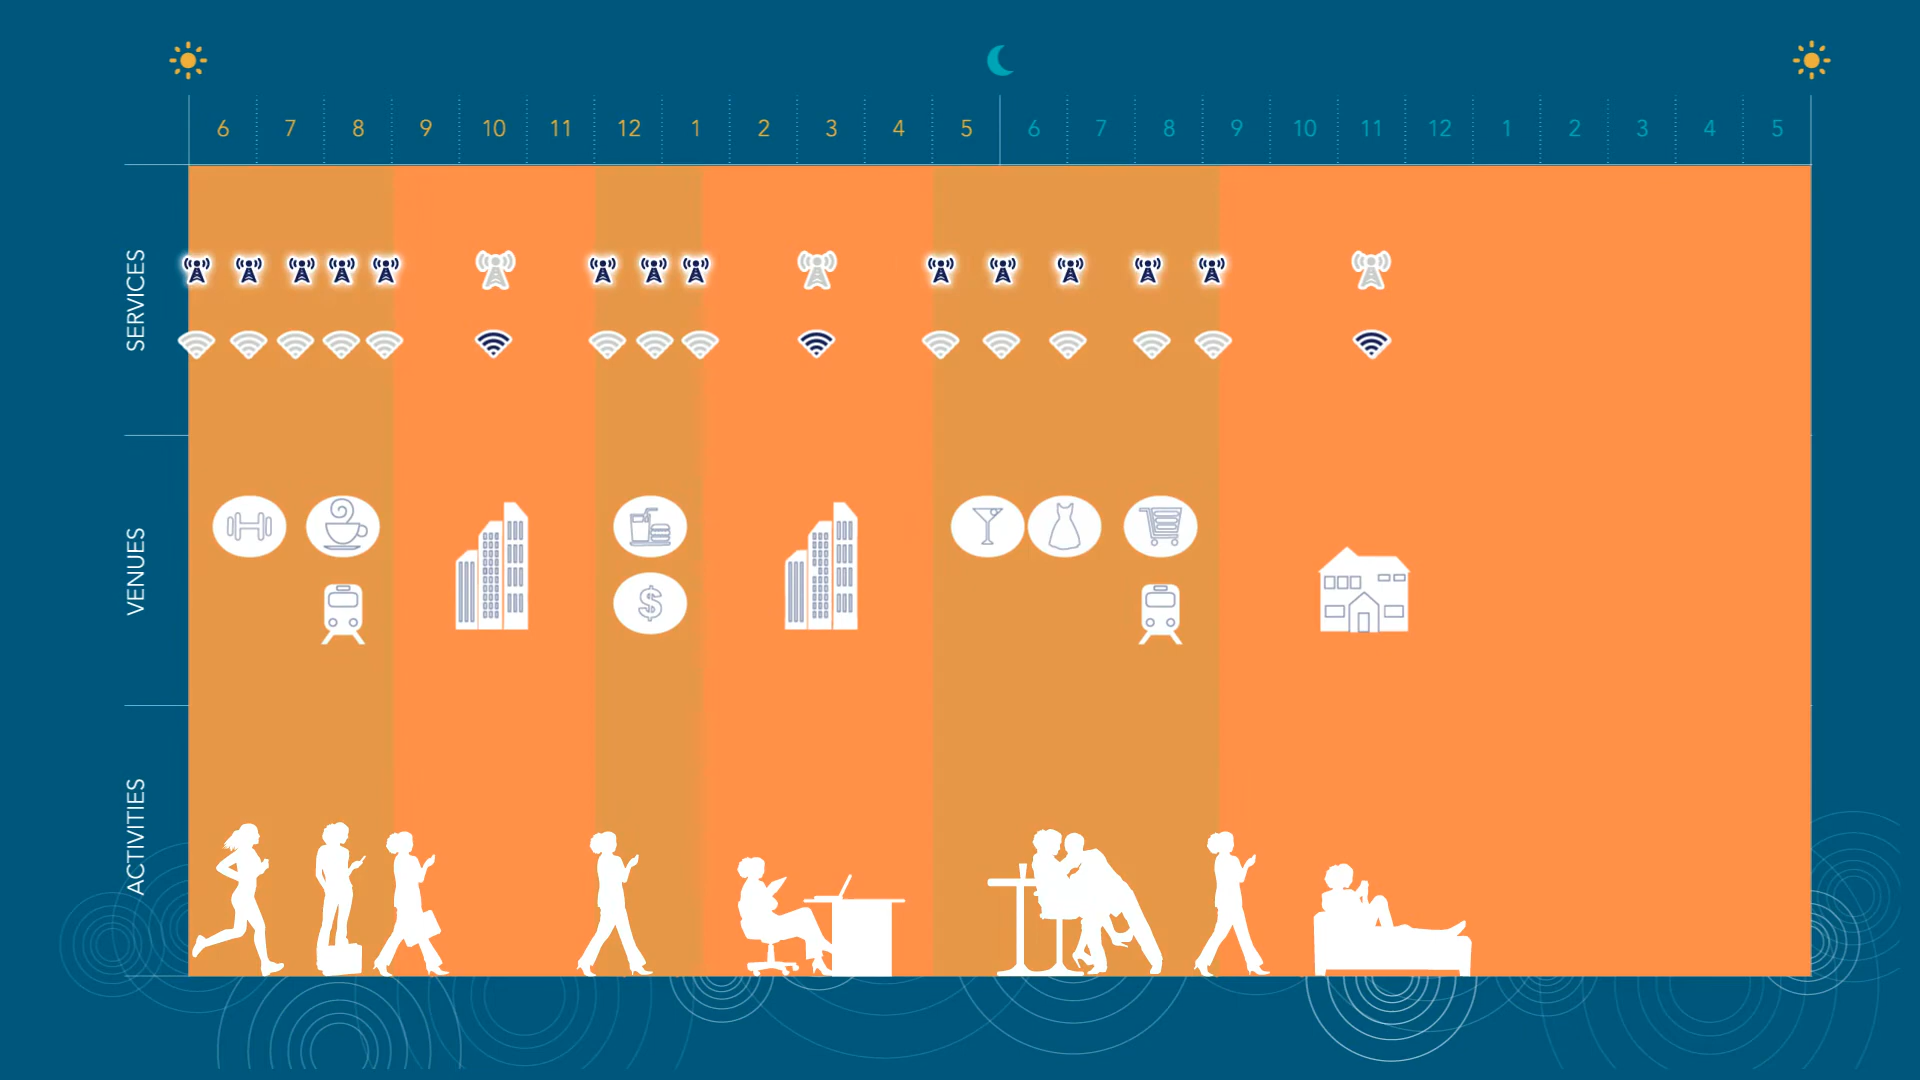 6 7 8 9 10 11 12 1 2 3 4 5 6 7 8 9 10 11 12 1 2 3 4 5
SERVICES
VENUES
$
ACTIVITIES